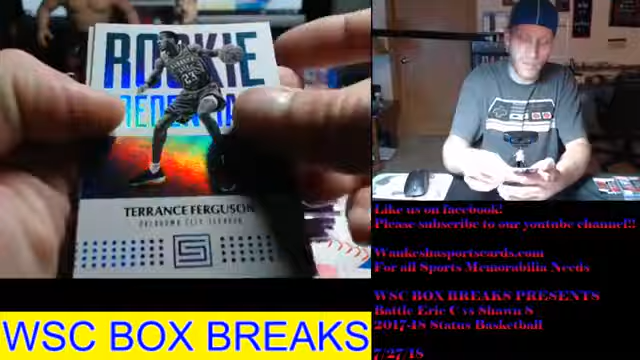 ROOKIE
TERRANCE FERGUSON
OKLAHOMA CITY THUNDER
23
S
Like us on facebook!
Please subscribe to our youtube channel!!
Waukeshasportscards.com
For all Sports Memorabilia Needs
WSC BOX BREAKS PRESENTS
Battle Eric C vs Shawn S
2017-18 Status Basketball
7/27/18
WSC BOX BREAKS